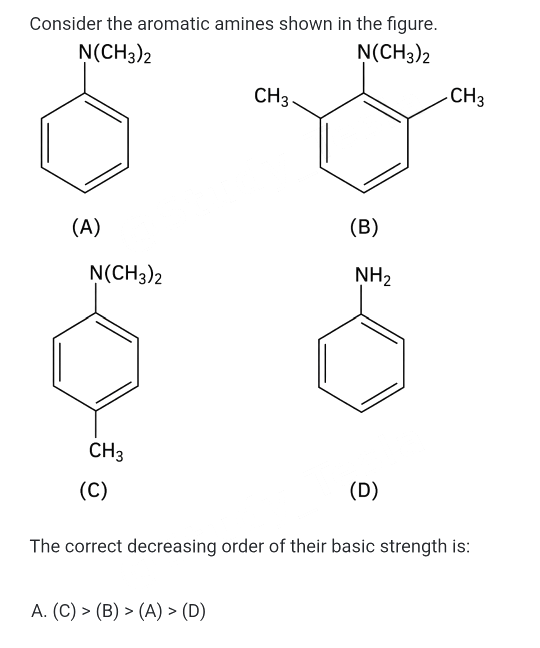 Consider the aromatic amines shown in the figure.
N(CH3)2 N(CH3)2
CH3 CH3
(A) (B)
N(CH3)2 NH2
CH3
(C) (D)
The correct decreasing order of their basic strength is:
A. (C) > (B) > (A) > (D)